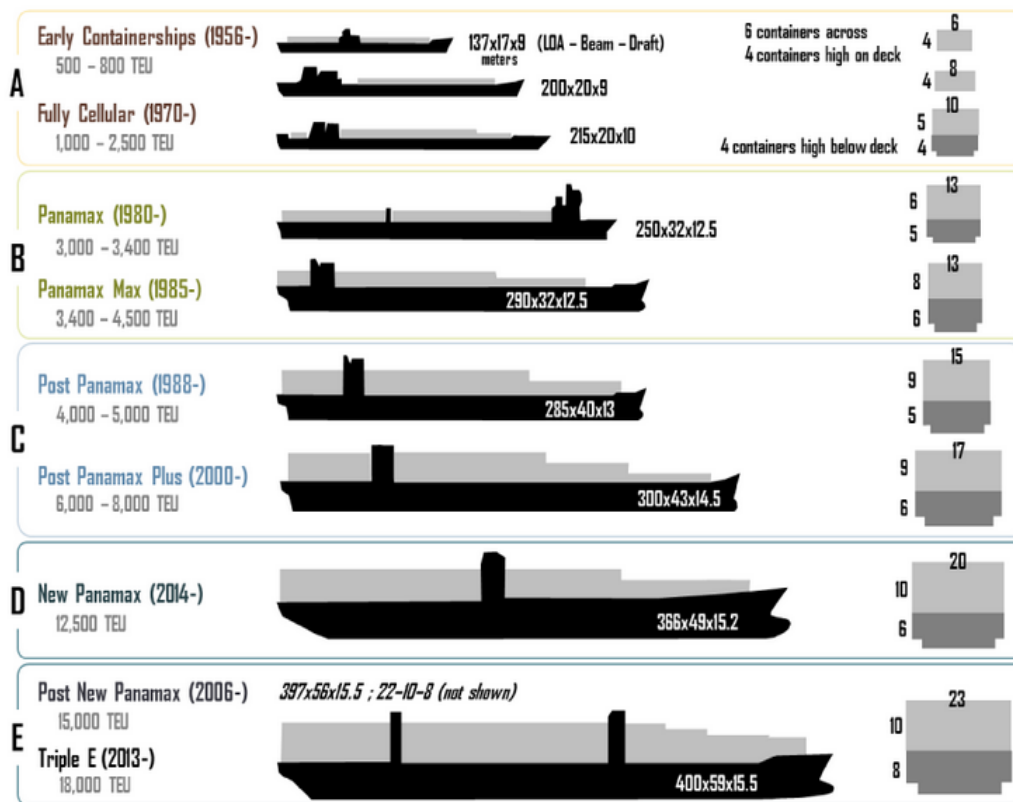 A
Early Containerships (1956-)
500 – 800 TEU
137x17x9 (LOA – Beam – Draft)
meters
200x20x9
6 containers across
4 containers high on deck
6
4
8
4
Fully Cellular (1970-)
1,000 – 2,500 TEU
215x20x10
4 containers high below deck
10
5
4
B
Panamax (1980-)
3,000 – 3,400 TEU
250x32x12.5
13
6
5
Panamax Max (1985-)
3,400 – 4,500 TEU
290x32x12.5
13
8
6
C
Post Panamax (1988-)
4,000 – 5,000 TEU
285x40x13
15
9
5
Post Panamax Plus (2000-)
6,000 – 8,000 TEU
300x43x14.5
17
9
6
D
New Panamax (2014-)
12,500 TEU
366x49x15.2
20
10
6
E
Post New Panamax (2006-)
15,000 TEU
397x56x15.5 ; 22-10-8 (not shown)
Triple E (2013-)
18,000 TEU
400x59x15.5
23
10
8